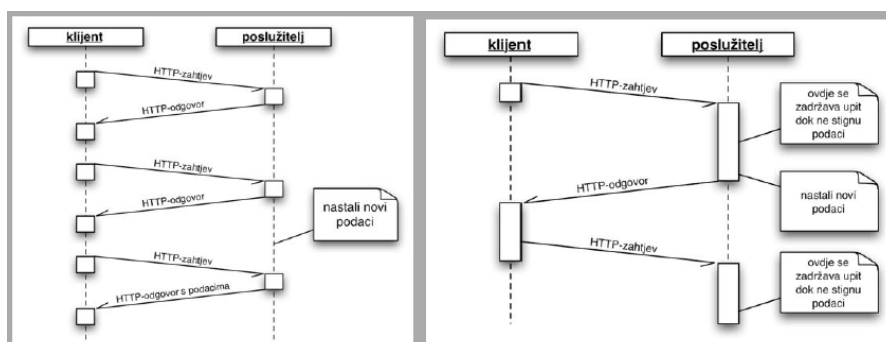 klijent
poslužitelj
HTTP-zahtjev
HTTP-odgovor
HTTP-zahtjev
HTTP-odgovor
nastali novi
podaci
HTTP-zahtjev
HTTP-odgovor s podacima
klijent
poslužitelj
HTTP-zahtjev
ovdje se
zadržava upit
dok ne stignu
podaci
HTTP-odgovor
nastali novi
podaci
HTTP-zahtjev
ovdje se
zadržava upit
dok ne stignu
podaci